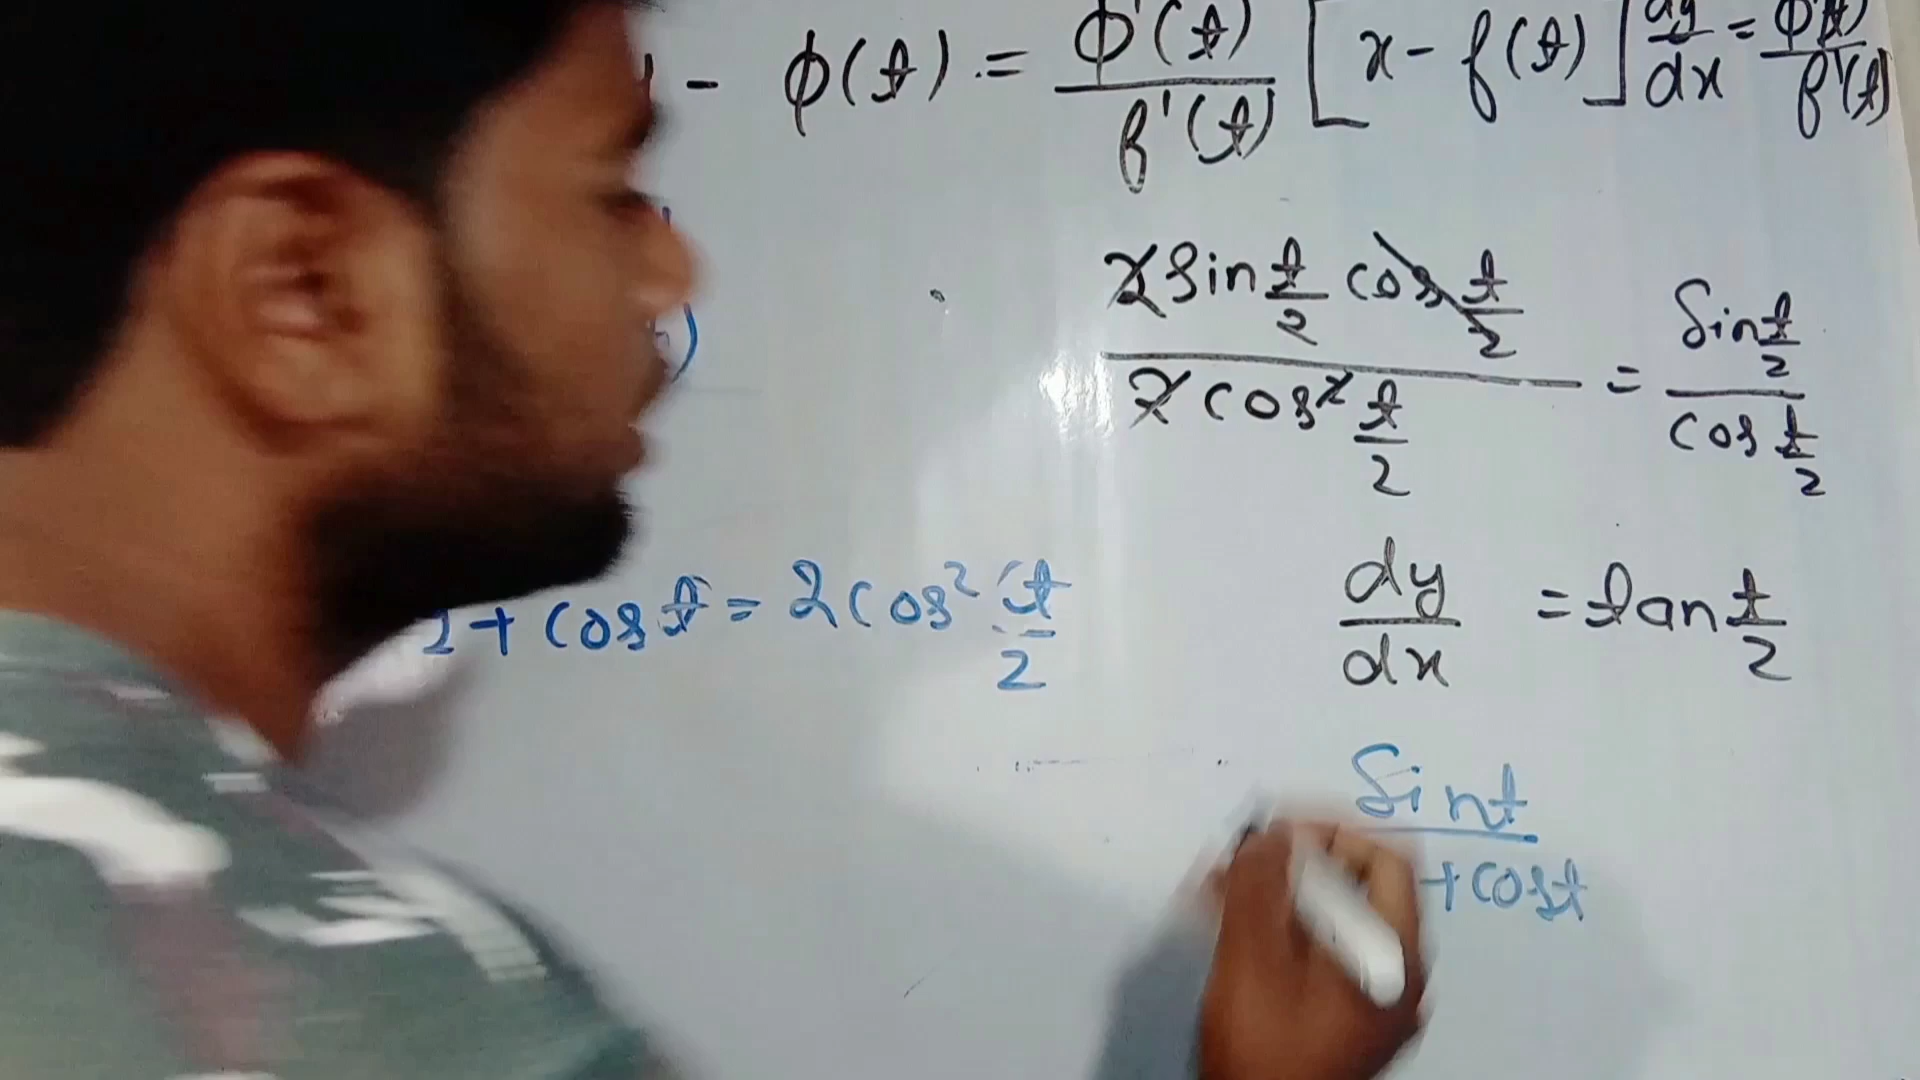 - φ(t) = φ'(t)/f'(t) [x - f(t)] dy/dx = φ'(t)/f'(t)
2 sin t/2 cos t/2 / 2 cos² t/2 = sin t/2 / cos t/2
1 + cos t = 2 cos² t/2
dy/dx = tan t/2
sin t
+ cos t